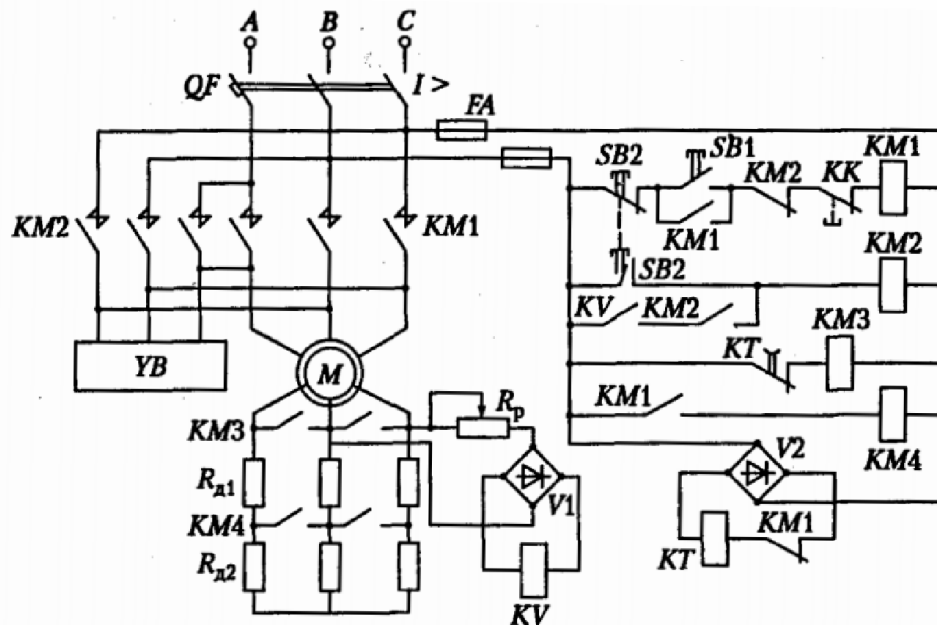 A B C
QF I >
FA
SB2 SB1 KM2 KK KM1
KM2 KM1 KM1 KM2
SB2
KV KM2 KM3
YB M KT
KM1
KM3 Rр V2 KM4
Rд1 V1
KM4 KM1
Rд2 KT
KV